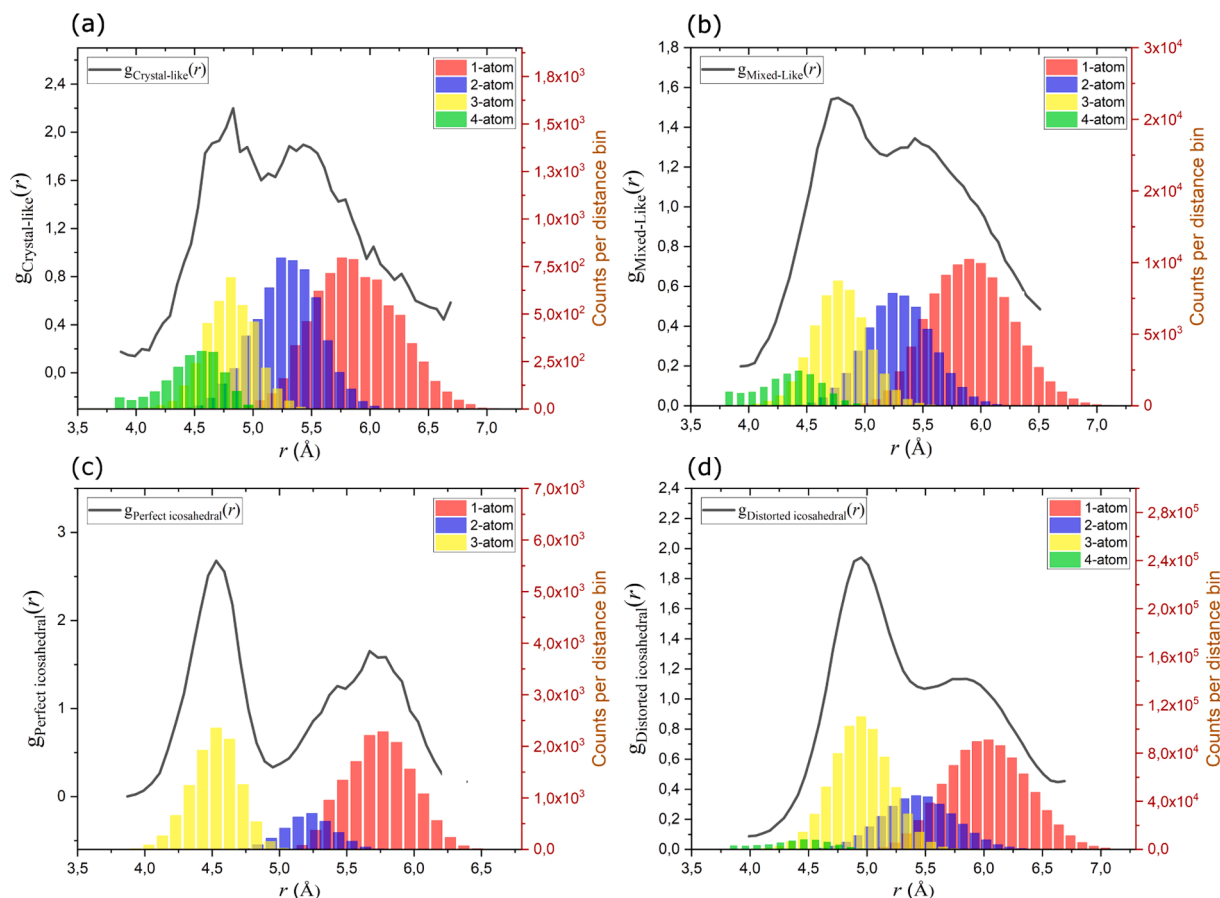 (a)
g Crystal-like(r)
1-atom
2-atom
3-atom
4-atom
2,4
2,0
1,6
1,2
0,8
0,4
0,0
g Crystal-like(r)
1,8x10³
1,5x10³
1,3x10³
1,0x10³
7,5x10²
5,0x10²
2,5x10²
0,0
Counts per distance bin
3,5 4,0 4,5 5,0 5,5 6,0 6,5 7,0
r (Å)
(b)
g Mixed-Like(r)
1-atom
2-atom
3-atom
4-atom
1,8
1,6
1,4
1,2
1,0
0,8
0,6
0,4
0,2
0,0
g Mixed-Like(r)
3x10⁴
2x10⁴
2x10⁴
2x10⁴
1x10⁴
5x10³
0
Counts per distance bin
3,5 4,0 4,5 5,0 5,5 6,0 6,5 7,0
r (Å)
(c)
g Perfect icosahedral(r)
1-atom
2-atom
3-atom
3
2
1
0
g Perfect icosahedral(r)
7,0x10³
6,0x10³
5,0x10³
4,0x10³
3,0x10³
2,0x10³
1,0x10³
0,0
Counts per distance bin
3,5 4,0 4,5 5,0 5,5 6,0 6,5
r (Å)
(d)
g Distorted icosahedral(r)
1-atom
2-atom
3-atom
4-atom
2,4
2,2
2,0
1,8
1,6
1,4
1,2
1,0
0,8
0,6
0,4
0,2
0,0
g Distorted icosahedral(r)
2,8x10⁵
2,4x10⁵
2,0x10⁵
1,6x10⁵
1,2x10⁵
8,0x10⁴
4,0x10⁴
0,0
Counts per distance bin
3,5 4,0 4,5 5,0 5,5 6,0 6,5 7,0
r (Å)